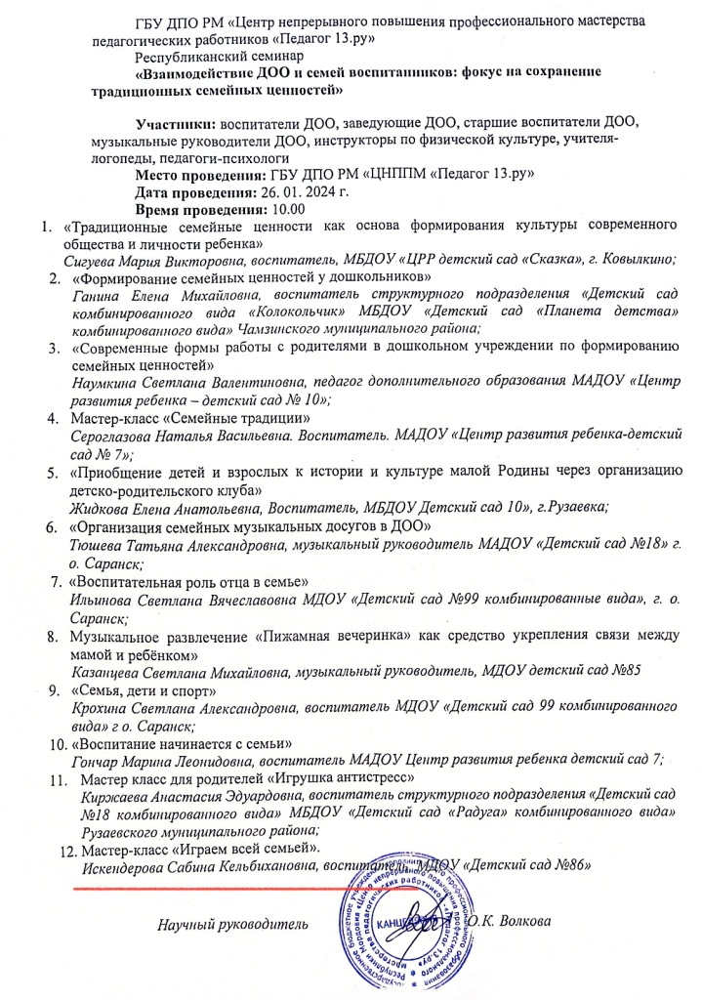 ГБУ ДПО РМ «Центр непрерывного повышения профессионального мастерства
педагогических работников «Педагог 13.ру»
Республиканский семинар
«Взаимодействие ДОО и семей воспитанников: фокус на сохранение
традиционных семейных ценностей»
Участники: воспитатели ДОО, заведующие ДОО, старшие воспитатели ДОО,
музыкальные руководители ДОО, инструкторы по физической культуре, учителя-
логопеды, педагоги-психологи
Место проведения: ГБУ ДПО РМ «ЦНППМ «Педагог 13.ру»
Дата проведения: 26. 01. 2024 г.
Время проведения: 10.00
1. «Традиционные семейные ценности как основа формирования культуры современного
общества и личности ребенка»
Сигуева Мария Викторовна, воспитатель, МБДОУ «ЦРР детский сад «Сказка», г. Ковылкино;
2. «Формирование семейных ценностей у дошкольников»
Ганина Елена Михайловна, воспитатель структурного подразделения «Детский сад
комбинированного вида «Колокольчик» МБДОУ «Детский сад «Планета детства»
комбинированного вида» Чамзинского муниципального района;
3. «Современные формы работы с родителями в дошкольном учреждении по формированию
семейных ценностей»
Наумкина Светлана Валентиновна, педагог дополнительного образования МАДОУ «Центр
развития ребенка – детский сад № 10»;
4. Мастер-класс «Семейные традиции»
Сероглазова Наталья Васильевна. Воспитатель. МАДОУ «Центр развития ребенка-детский
сад № 7»;
5. «Приобщение детей и взрослых к истории и культуре малой Родины через организацию
детско-родительского клуба»
Жидкова Елена Анатольевна, Воспитатель, МБДОУ Детский сад 10», г.Рузаевка;
6. «Организация семейных музыкальных досугов в ДОО»
Тюшева Татьяна Александровна, музыкальный руководитель МАДОУ «Детский сад №18» г.
о. Саранск;
7. «Воспитательная роль отца в семье»
Ильинова Светлана Вячеславовна МДОУ «Детский сад №99 комбинированные вида», г. о.
Саранск;
8. Музыкальное развлечение «Пижамная вечеринка» как средство укрепления связи между
мамой и ребёнком»
Казанцева Светлана Михайловна, музыкальный руководитель, МДОУ детский сад №85
9. «Семья, дети и спорт»
Крохина Светлана Александровна, воспитатель МДОУ «Детский сад 99 комбинированного
вида» г о. Саранск;
10. «Воспитание начинается с семьи»
Гончар Марина Леонидовна, воспитатель МАДОУ Центр развития ребенка детский сад 7;
11. Мастер класс для родителей «Игрушка антистресс»
Киржаева Анастасия Эдуардовна, воспитатель структурного подразделения «Детский сад
№18 комбинированного вида» МБДОУ «Детский сад «Радуга» комбинированного вида»
Рузаевского муниципального района;
12. Мастер-класс «Играем всей семьей».
Искендерова Сабина Кельбихановна, воспитатель, МДОУ «Детский сад №86»
Научный руководитель О.К. Волкова